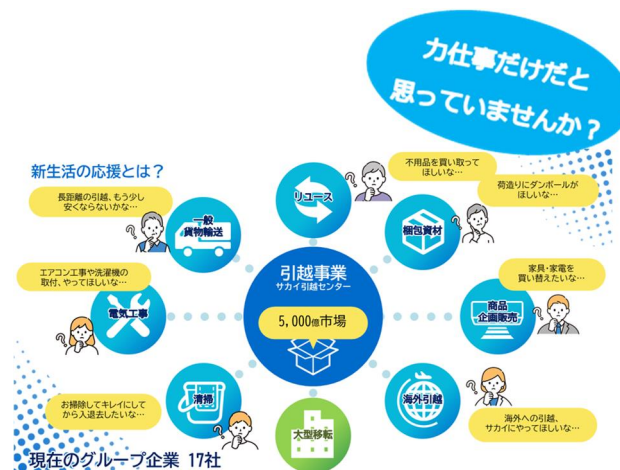 力仕事だけだと
思っていませんか？
新生活の応援とは？
不用品を買い取って
ほしいな…
荷造りにダンボールが
ほしいな…
長距離の引越、もう少し
安くならないかな…
リユース
一般
貨物輸送
梱包資材
引越事業
サカイ引越センター
5,000億市場
エアコン工事や洗濯機の
取付、やってほしいな…
電気工事
家具・家電を
買い替えたいな…
商品
企画販売
お掃除してキレイにして
から入退去したいな…
清掃
大型移転
海外引越
海外への引越、
サカイにやってほしいな…
現在のグループ企業 17社